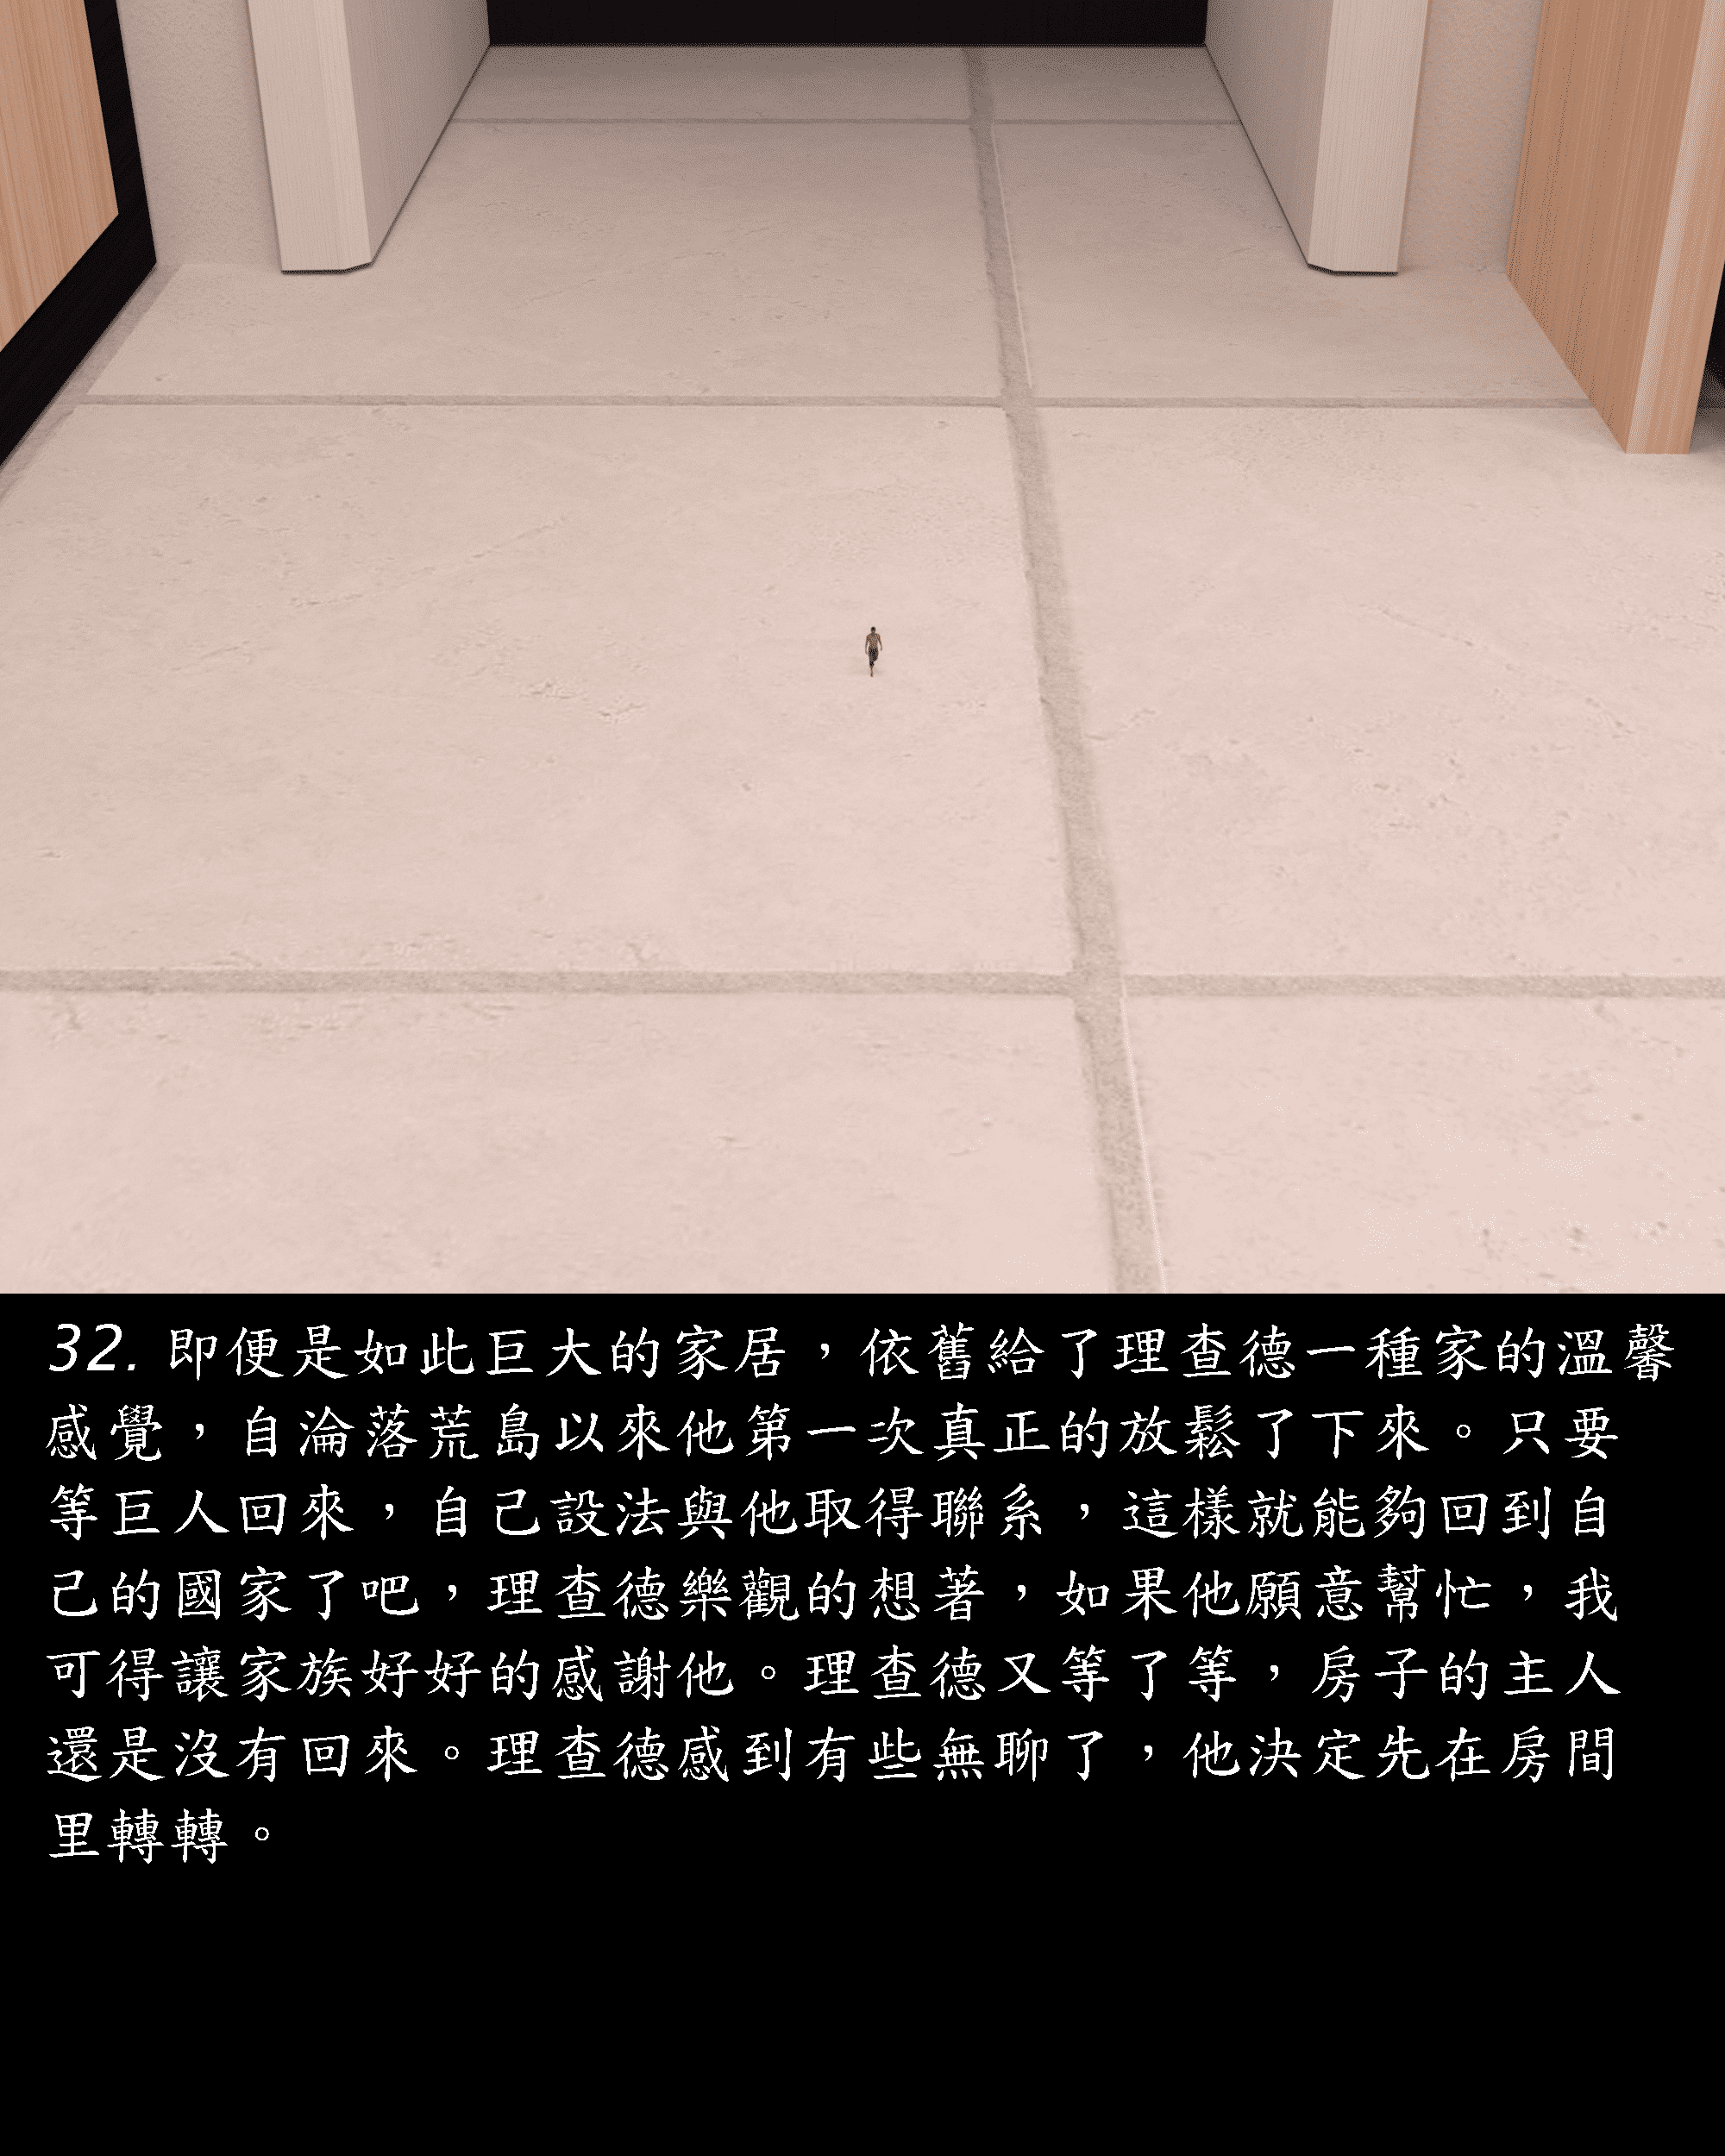 32. 即便是如此巨大的家居，依舊給了理查德一種家的溫馨
感覺，自淪落荒島以來他第一次真正的放鬆了下來。只要
等巨人回來，自己設法與他取得聯系，這樣就能夠回到自
己的國家了吧，理查德樂觀的想著，如果他願意幫忙，我
可得讓家族好好的感謝他。理查德又等了等，房子的主人
還是沒有回來。理查德感到有些無聊了，他決定先在房間
里轉轉。